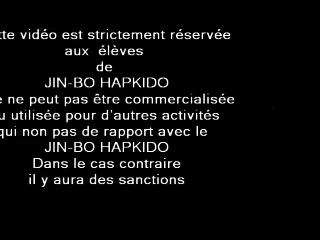 tte vidéo est strictement réservée
aux élèves
de
JIN-BO HAPKIDO
e ne peut pas être commercialisée
u utilisée pour d'autres activités
qui non pas de rapport avec le
JIN-BO HAPKIDO
Dans le cas contraire
il y aura des sanctions